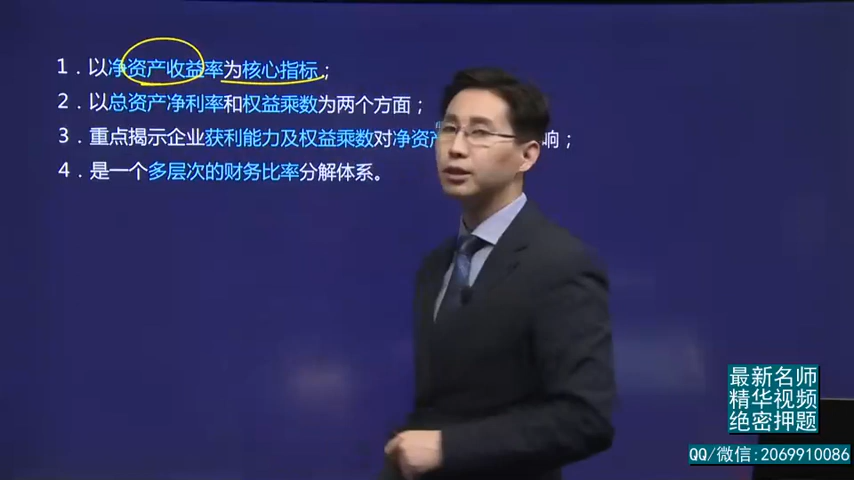 1．以净资产收益率为核心指标；
2．以总资产净利率和权益乘数为两个方面；
3．重点揭示企业获利能力及权益乘数对净资产 响；
4．是一个多层次的财务比率分解体系。
最新名师
精华视频
绝密押题
QQ/微信:2069910086